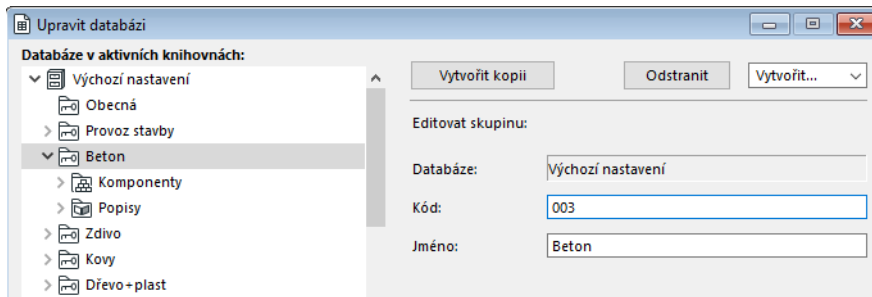 Upravit databázi
Databáze v aktivních knihovnách:
Výchozí nastavení
Obecná
Provoz stavby
Beton
Komponenty
Popisy
Zdivo
Kovy
Dřevo+plast
Vytvořit kopii
Odstranit
Vytvořit...
Editovat skupinu:
Databáze: Výchozí nastavení
Kód: 003
Jméno: Beton